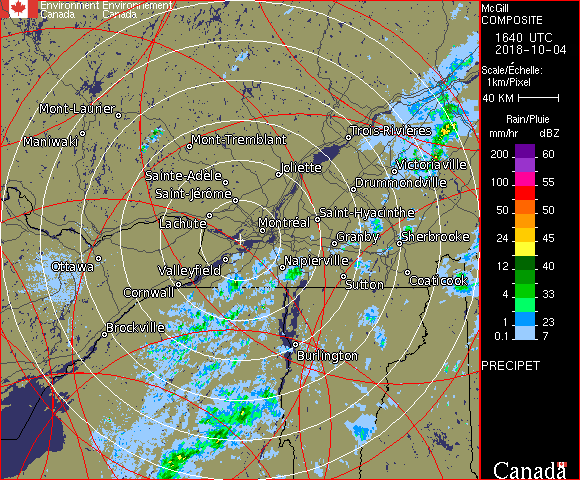 Environment Environnement
Canada Canada
McGill
COMPOSITE
1640 UTC
2018-10-04
Scale/Échelle:
1km/Pixel
40 KM
Rain/Pluie
mm/hr dBZ
200 60
100 55
50 50
24 45
12 40
4 33
1 23
0.1 7
PRECIPET
Canada
Mont-Laurier
Maniwaki
Mont-Tremblant
Trois-Rivières
Sainte-Adèle
Joliette
Victoriaville
Saint-Jérôme
Drummondville
Lachute
Montréal
Saint-Hyacinthe
Granby
Sherbrooke
Ottawa
Valleyfield
Napierville
Cornwall
Sutton
Coaticook
Brockville
Burlington